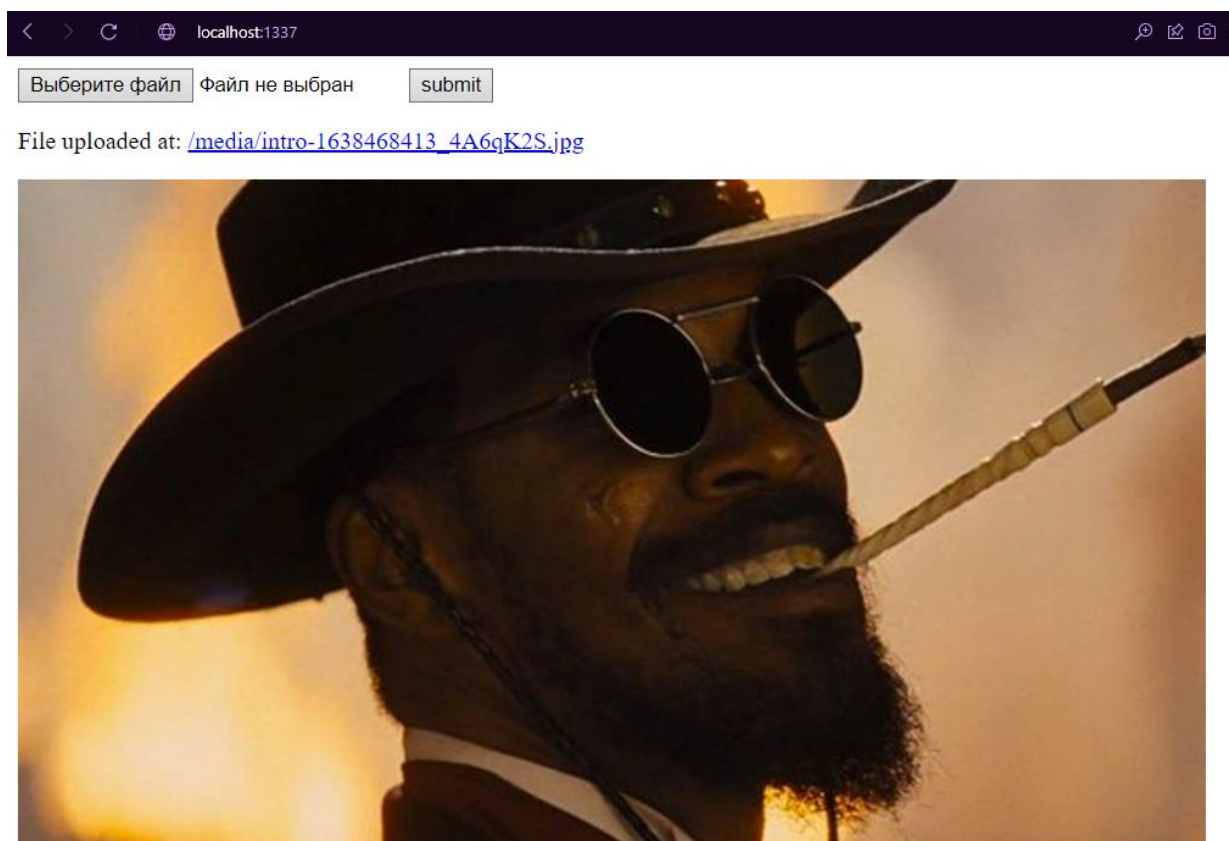 localhost:1337
Выберите файл Файл не выбран submit
File uploaded at: /media/intro-1638468413_4A6qK2S.jpg